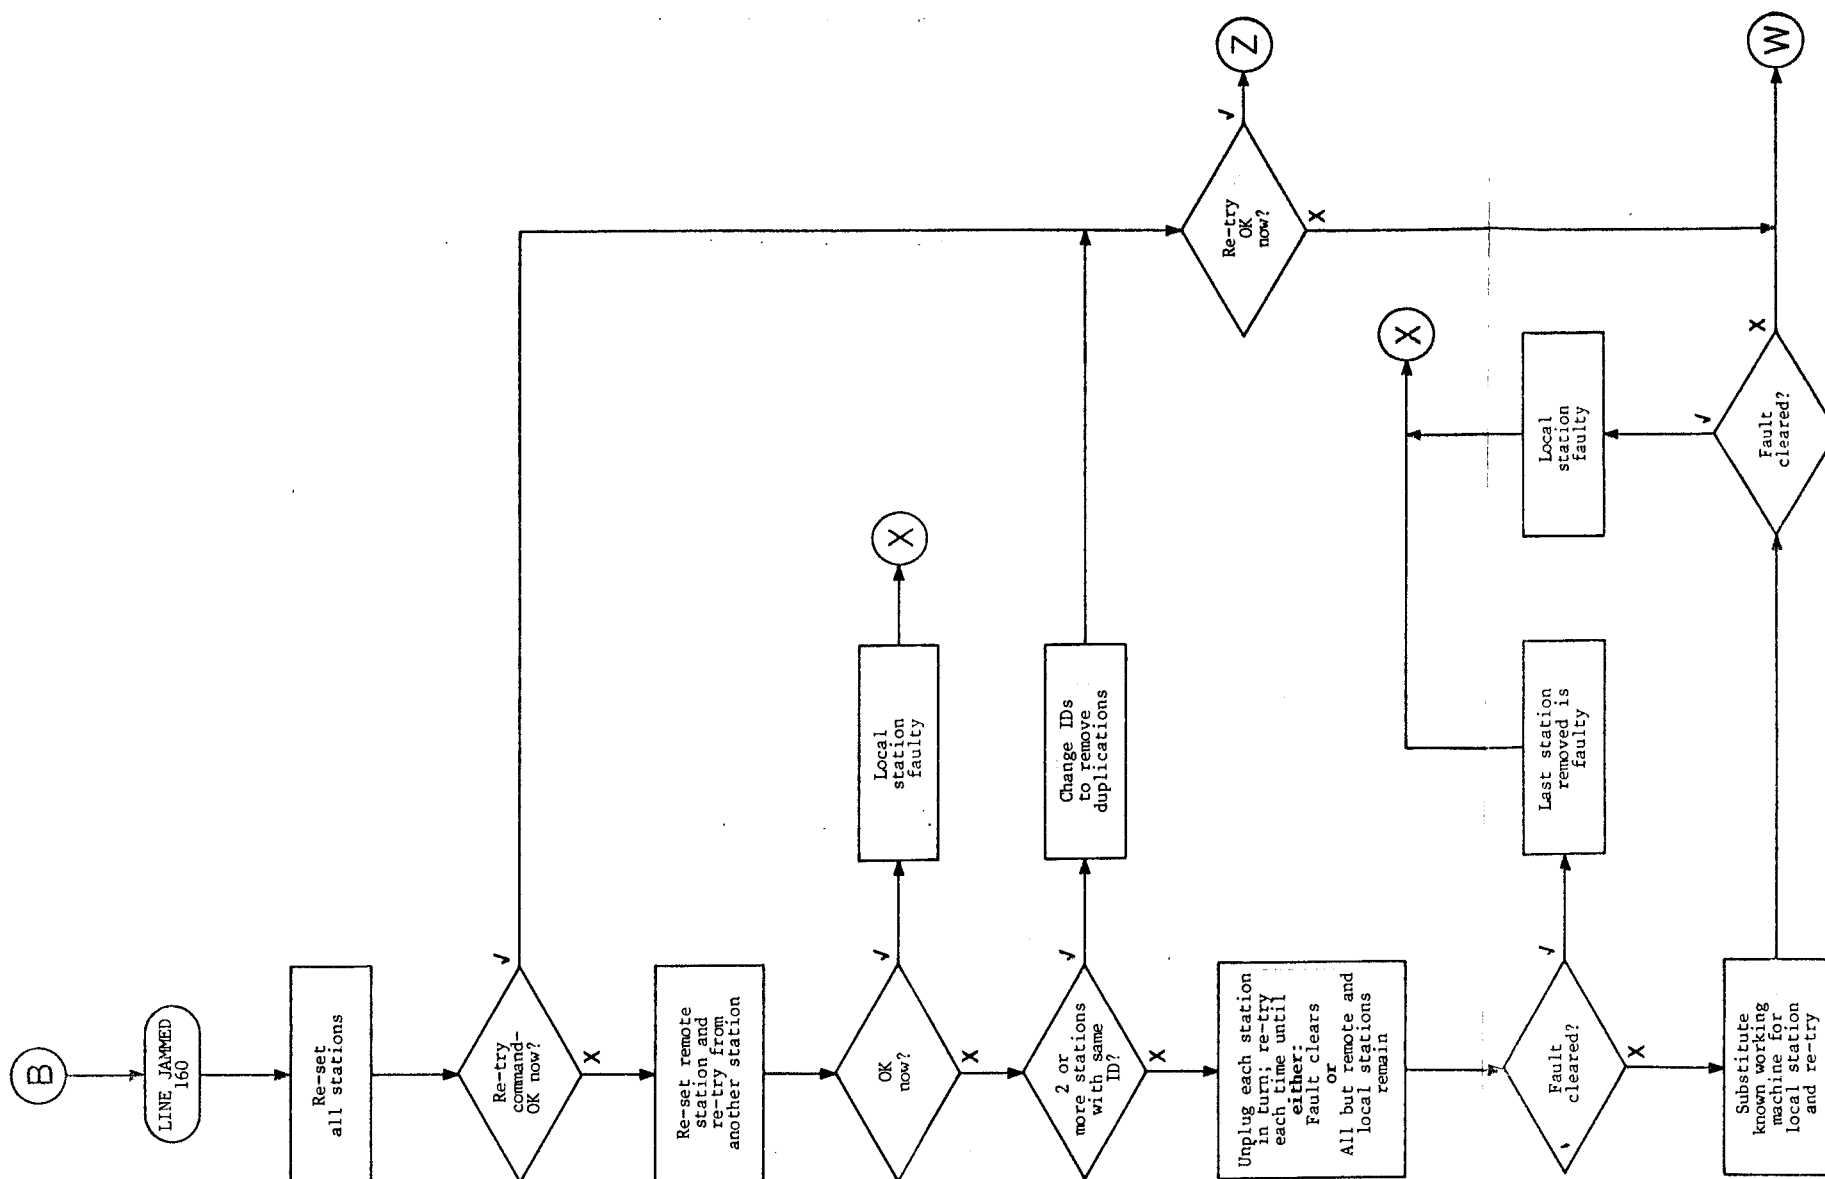 B
LINE JAMMED
160
Re-set
all stations
Re-try
command-
OK now?
√
X
Re-set remote
station and
re-try from
another station
OK
now?
√
X
Local
station
faulty
X
2 or
more stations
with same
ID?
√
X
Change IDs
to remove
duplications
Re-try
OK
now?
√
X
Z
Unplug each station
in turn; re-try
each time until
either:
Fault clears
or
All but remote and
local stations
remain
Fault
cleared?
√
X
Last station
removed is
faulty
X
Substitute
known working
machine for
local station
and re-try
Fault
cleared?
√
X
Local
station
faulty
W